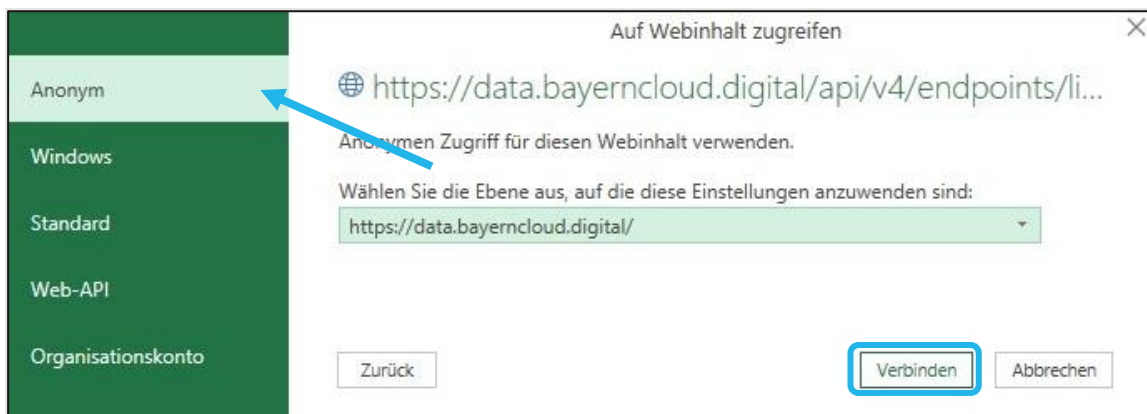 Auf Webinhalt zugreifen
Anonym
Windows
Standard
Web-API
Organisationskonto
https://data.bayerncloud.digital/api/v4/endpoints/li...
Anonymen Zugriff für diesen Webinhalt verwenden.
Wählen Sie die Ebene aus, auf die diese Einstellungen anzuwenden sind:
https://data.bayerncloud.digital/
Zurück
Verbinden
Abbrechen